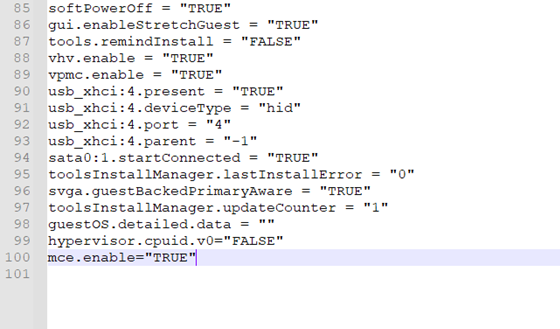 85 softPowerOff = "TRUE"
86 gui.enableStretchGuest = "TRUE"
87 tools.remindInstall = "FALSE"
88 vhv.enable = "TRUE"
89 vpmc.enable = "TRUE"
90 usb_xhci:4.present = "TRUE"
91 usb_xhci:4.deviceType = "hid"
92 usb_xhci:4.port = "4"
93 usb_xhci:4.parent = "-1"
94 sata0:1.startConnected = "TRUE"
95 toolsInstallManager.lastInstallError = "0"
96 svga.guestBackedPrimaryAware = "TRUE"
97 toolsInstallManager.updateCounter = "1"
98 guestOS.detailed.data = ""
99 hypervisor.cpuid.v0="FALSE"
100 mce.enable="TRUE"
101